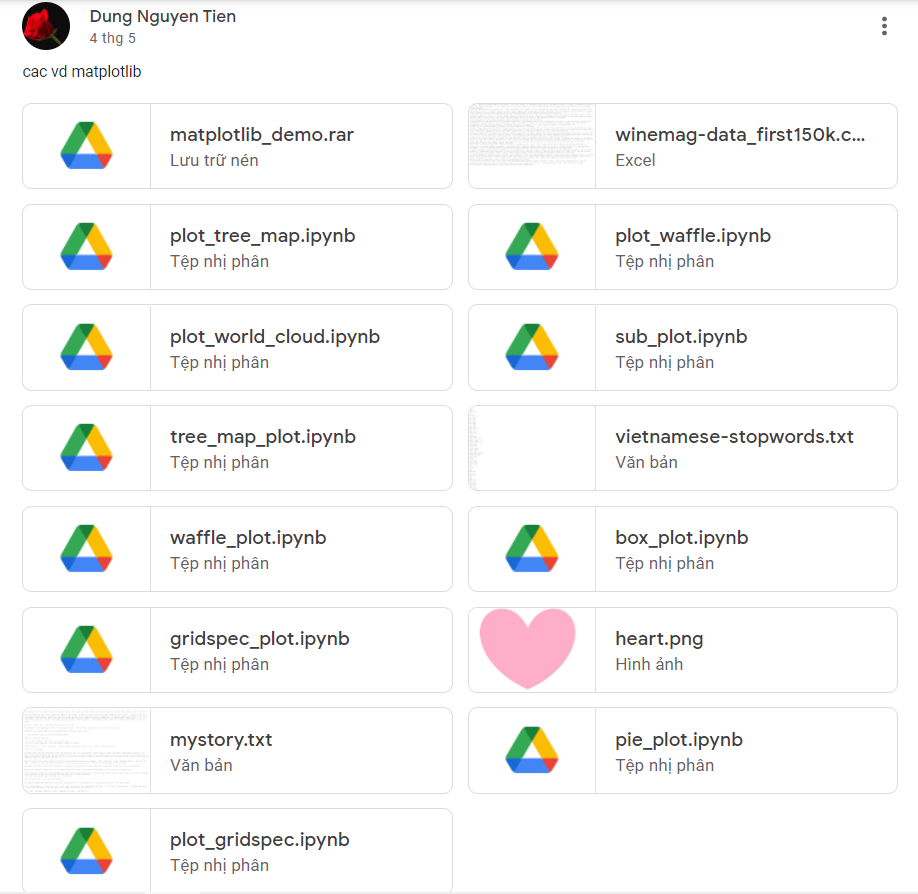 Dung Nguyen Tien
4 thg 5
cac vd matplotlib
matplotlib_demo.rar
Lưu trữ nén
winemag-data_first150k.c...
Excel
plot_tree_map.ipynb
Tệp nhị phân
plot_waffle.ipynb
Tệp nhị phân
plot_world_cloud.ipynb
Tệp nhị phân
sub_plot.ipynb
Tệp nhị phân
tree_map_plot.ipynb
Tệp nhị phân
vietnamese-stopwords.txt
Văn bản
waffle_plot.ipynb
Tệp nhị phân
box_plot.ipynb
Tệp nhị phân
gridspec_plot.ipynb
Tệp nhị phân
heart.png
Hình ảnh
mystory.txt
Văn bản
pie_plot.ipynb
Tệp nhị phân
plot_gridspec.ipynb
Tệp nhị phân